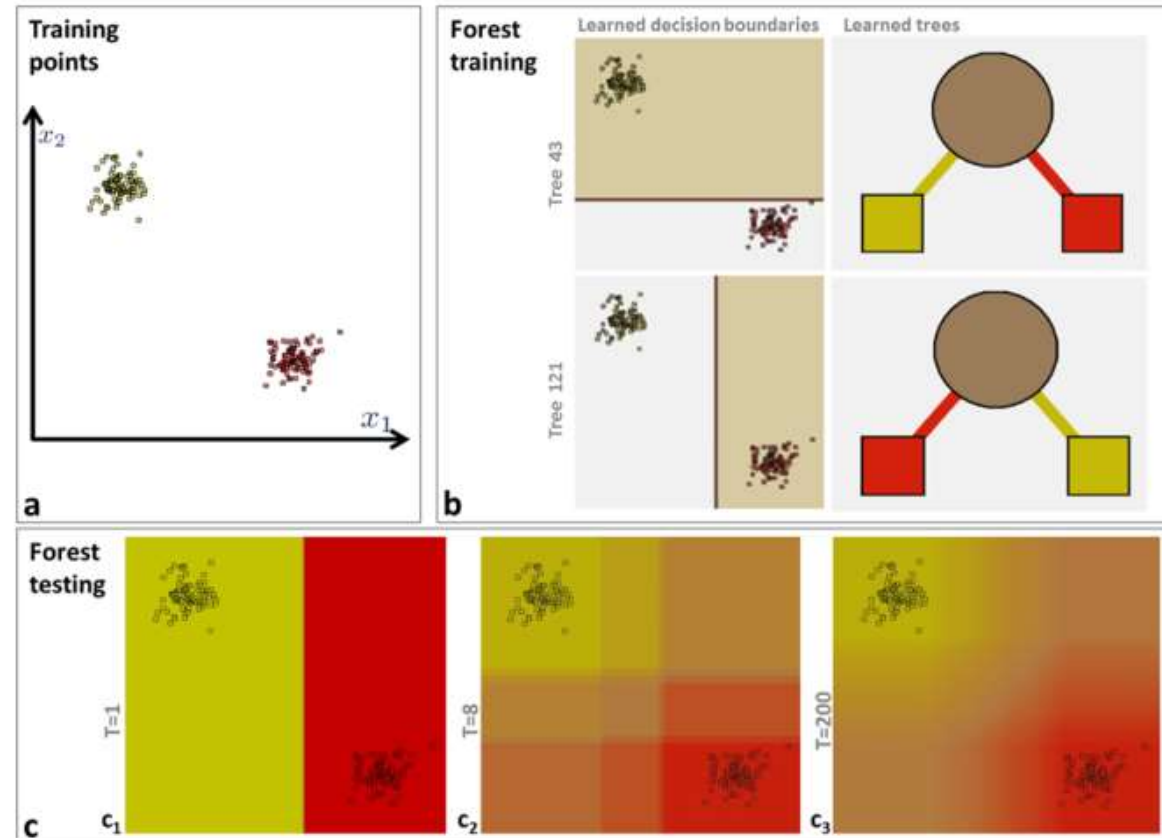 Training
points
x₂
x₁
a
Forest
training
Learned decision boundaries
Learned trees
Tree 43
Tree 121
b
Forest
testing
T=1
T=8
T=200
c
c₁
c₂
c₃